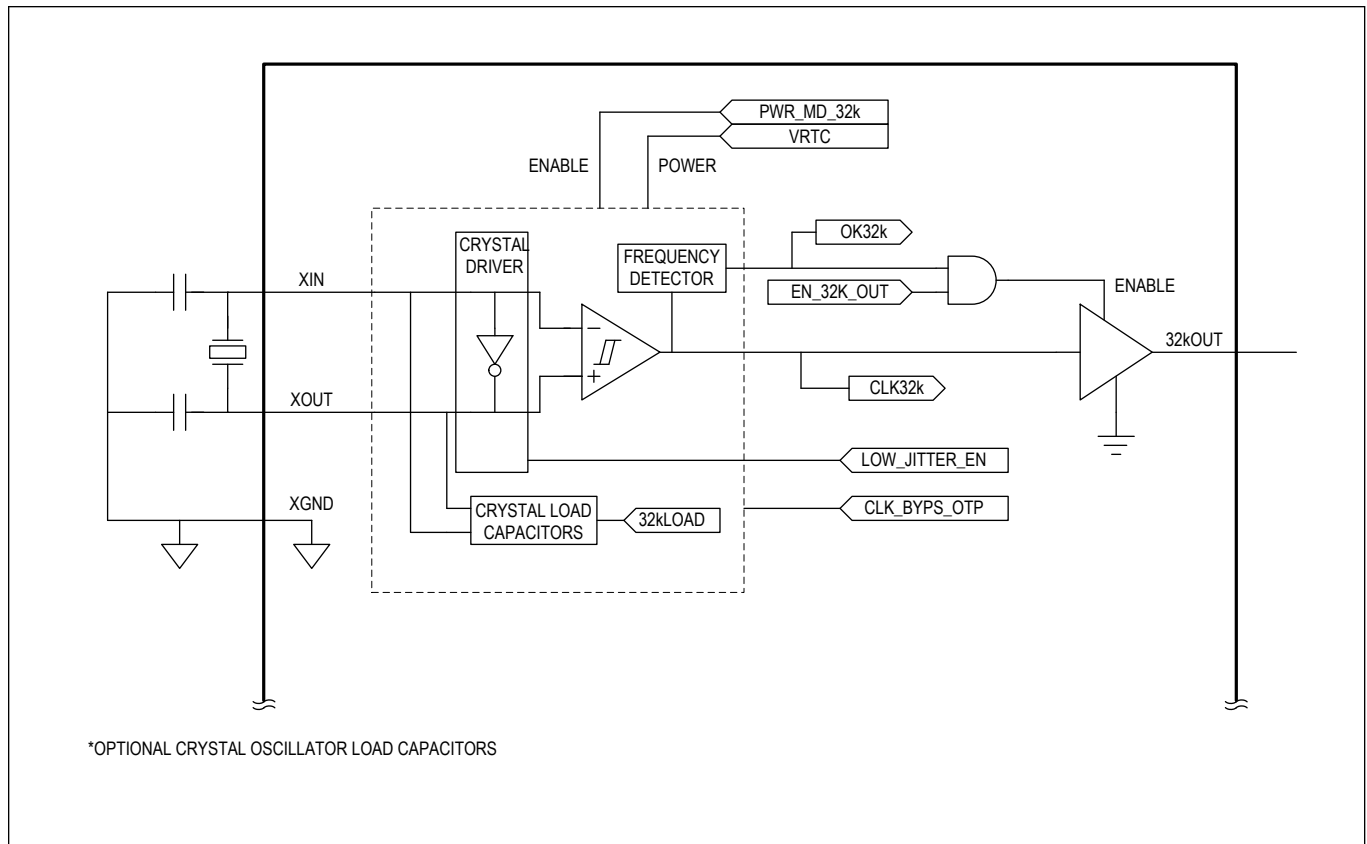 PWR_MD_32k
VRTC
ENABLE
POWER
OK32k
CRYSTAL
DRIVER
FREQUENCY
DETECTOR
XIN
EN_32K_OUT
ENABLE
−
32kOUT
+
CLK32k
XOUT
LOW_JITTER_EN
XGND
CRYSTAL LOAD
CAPACITORS
32kLOAD
CLK_BYPS_OTP
*OPTIONAL CRYSTAL OSCILLATOR LOAD CAPACITORS